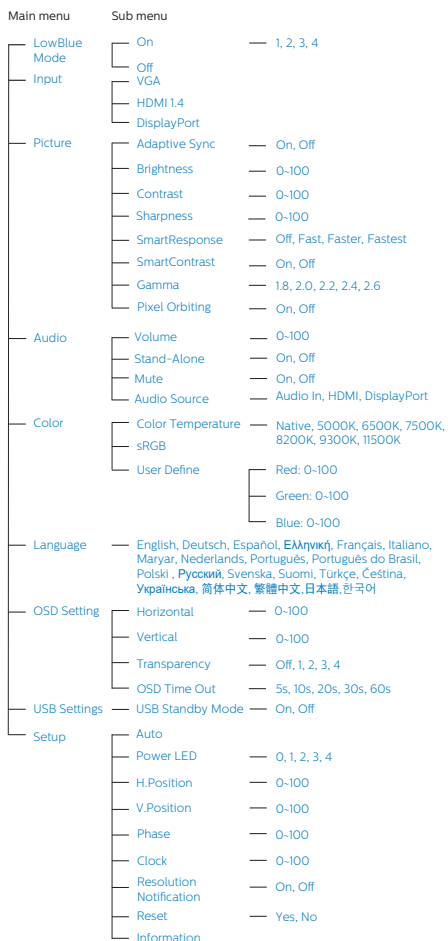 Main menu Sub menu
LowBlue Mode On 1, 2, 3, 4
Off
Input VGA
HDMI 1.4
DisplayPort
Picture Adaptive Sync On, Off
Brightness 0~100
Contrast 0~100
Sharpness 0~100
SmartResponse Off, Fast, Faster, Fastest
SmartContrast On, Off
Gamma 1.8, 2.0, 2.2, 2.4, 2.6
Pixel Orbiting On, Off
Audio Volume 0~100
Stand-Alone On, Off
Mute On, Off
Audio Source Audio In, HDMI, DisplayPort
Color Color Temperature Native, 5000K, 6500K, 7500K,
8200K, 9300K, 11500K
sRGB
User Define Red: 0~100
Green: 0~100
Blue: 0~100
Language English, Deutsch, Español, Ελληνική, Français, Italiano,
Maryar, Nederlands, Português, Português do Brasil,
Polski , Русский, Svenska, Suomi, Türkçe, Čeština,
Українська, 简体中文, 繁體中文,日本語,한국어
OSD Setting Horizontal 0~100
Vertical 0~100
Transparency Off, 1, 2, 3, 4
OSD Time Out 5s, 10s, 20s, 30s, 60s
USB Settings USB Standby Mode On, Off
Setup Auto
Power LED 0, 1, 2, 3, 4
H.Position 0~100
V.Position 0~100
Phase 0~100
Clock 0~100
Resolution
Notification On, Off
Reset Yes, No
Information